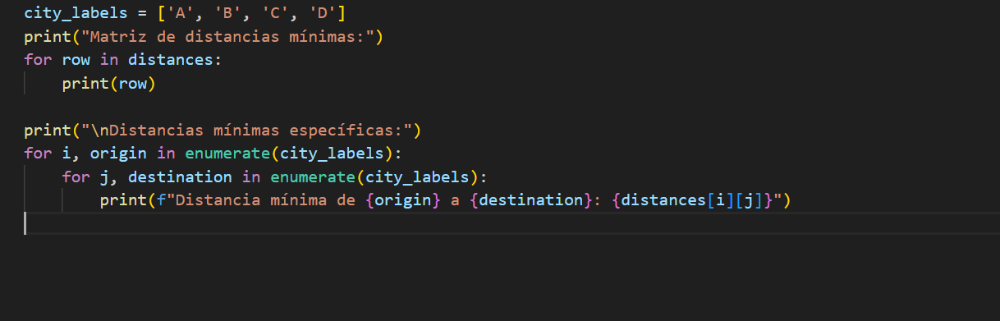 city_labels = ['A', 'B', 'C', 'D']
print("Matriz de distancias mínimas:")
for row in distances:
    print(row)

print("\nDistancias mínimas específicas:")
for i, origin in enumerate(city_labels):
    for j, destination in enumerate(city_labels):
        print(f"Distancia mínima de {origin} a {destination}: {distances[i][j]}")